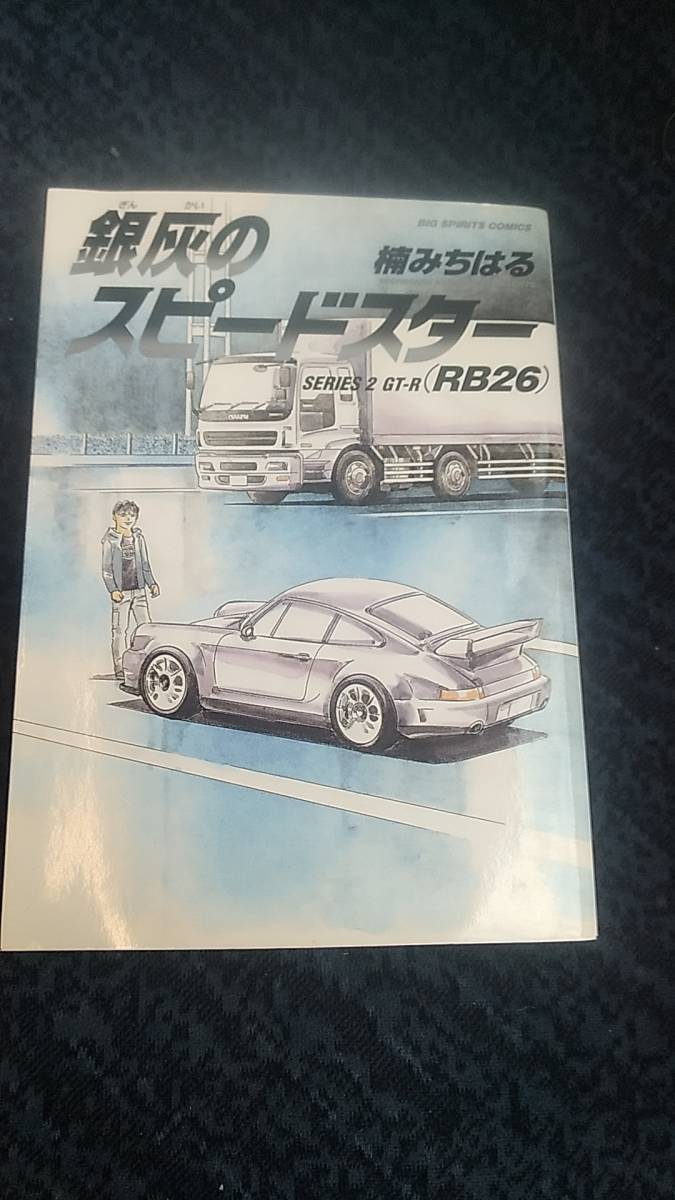 BIG SPIRITS COMICS
ぎん かい
銀灰の
スピードスター
楠みちはる
SERIES 2 GT-R (RB26)
ISUZU